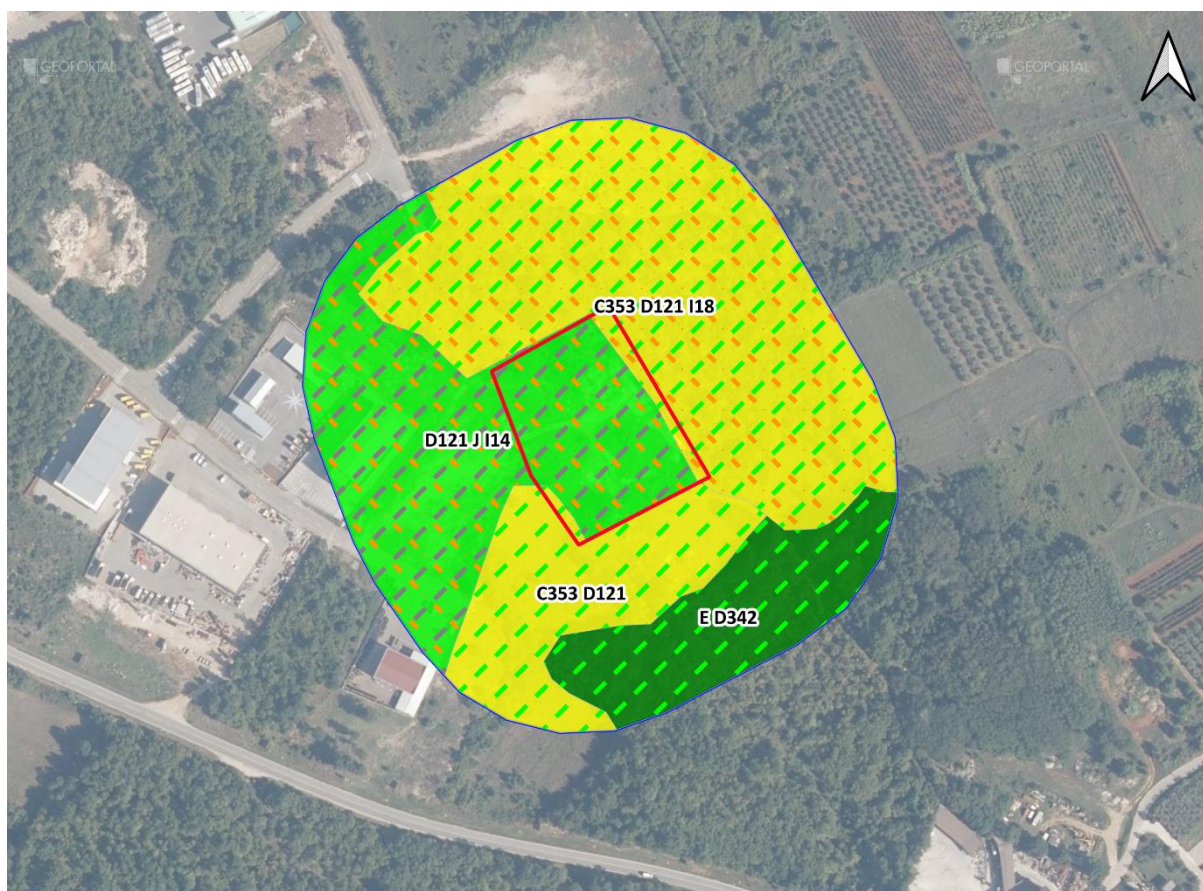 GEOPORTAL
GEOPORTAL
C353 D121 I18
D121 J I14
C353 D121
E D342